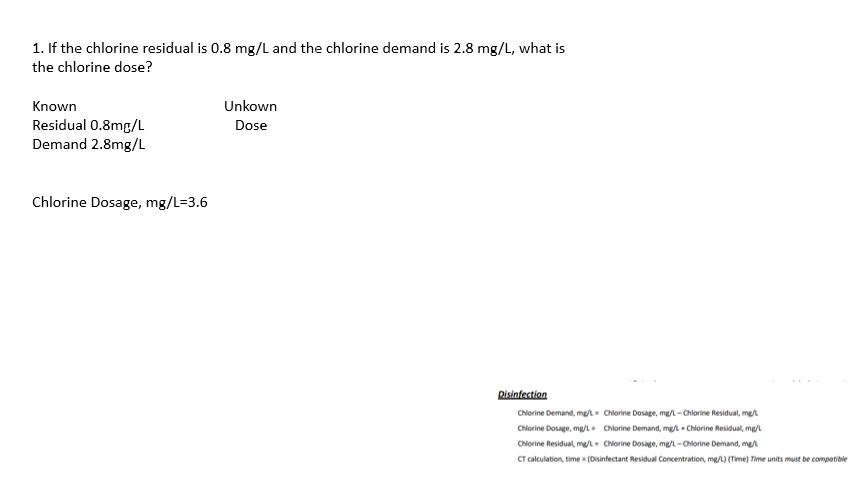 1. If the chlorine residual is 0.8 mg/L and the chlorine demand is 2.8 mg/L, what is
the chlorine dose?
Known Unkown
Residual 0.8mg/L Dose
Demand 2.8mg/L
Chlorine Dosage, mg/L=3.6
Disinfection
Chlorine Demand, mg/L = Chlorine Dosage, mg/L – Chlorine Residual, mg/L
Chlorine Dosage, mg/L = Chlorine Demand, mg/L + Chlorine Residual, mg/L
Chlorine Residual, mg/L = Chlorine Dosage, mg/L – Chlorine Demand, mg/L
CT calculation, time = (Disinfectant Residual Concentration, mg/L) (Time) Time units must be compatible